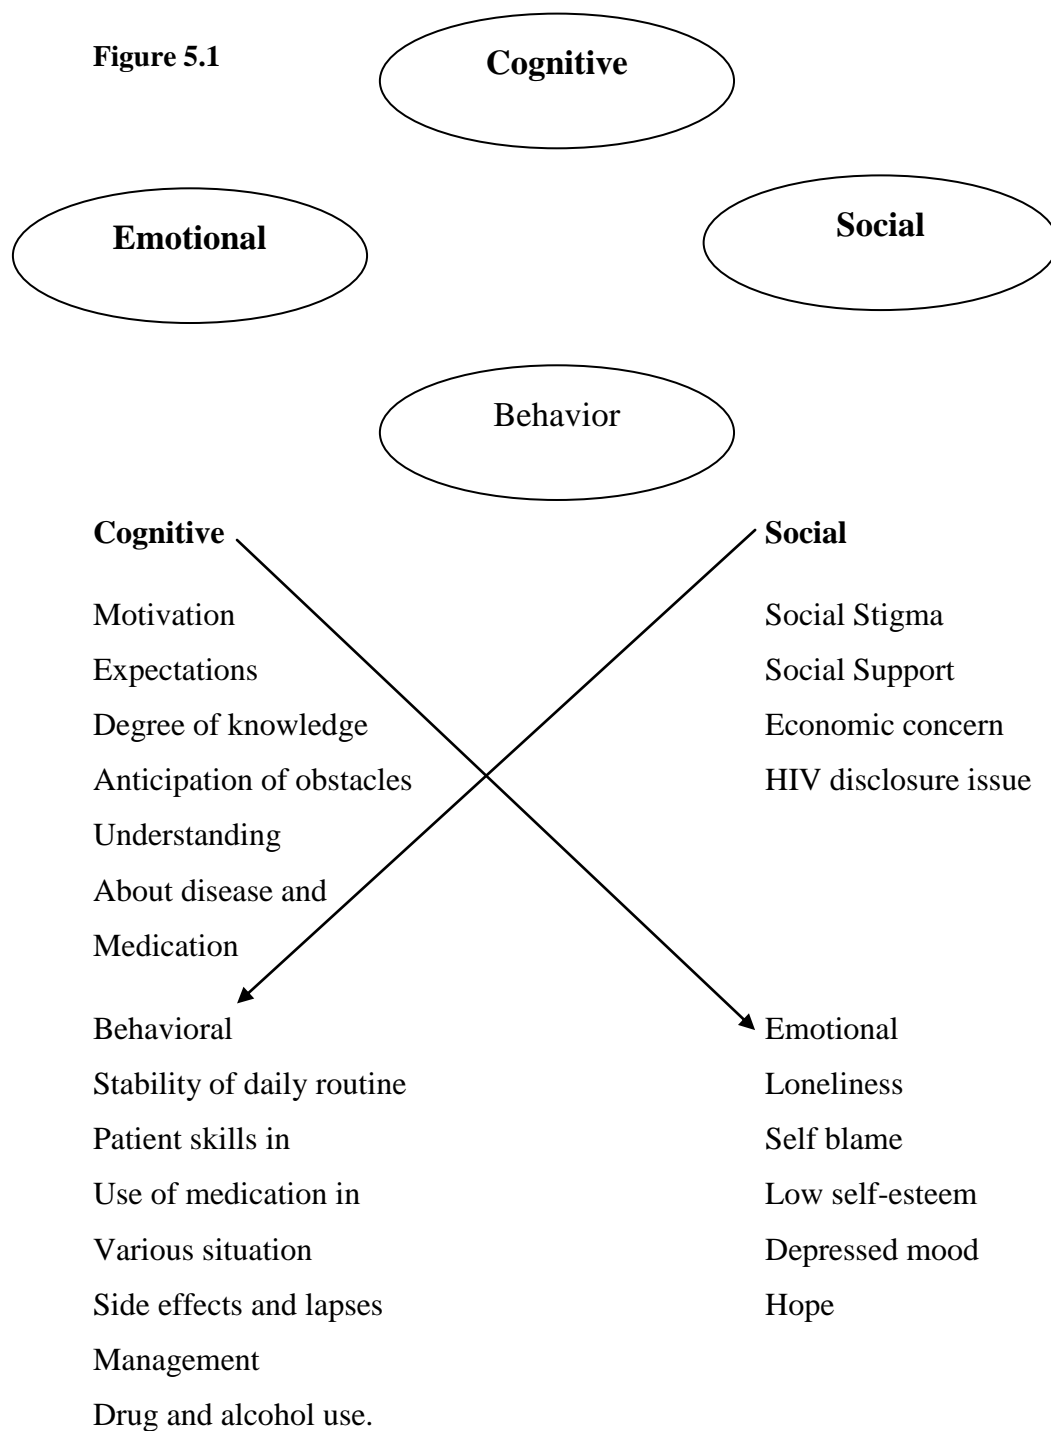 Figure 5.1
Cognitive
Emotional
Social
Behavior
Cognitive
Motivation
Expectations
Degree of knowledge
Anticipation of obstacles
Understanding
About disease and
Medication
Social
Social Stigma
Social Support
Economic concern
HIV disclosure issue
Behavioral
Stability of daily routine
Patient skills in
Use of medication in
Various situation
Side effects and lapses
Management
Drug and alcohol use.
Emotional
Loneliness
Self blame
Low self-esteem
Depressed mood
Hope